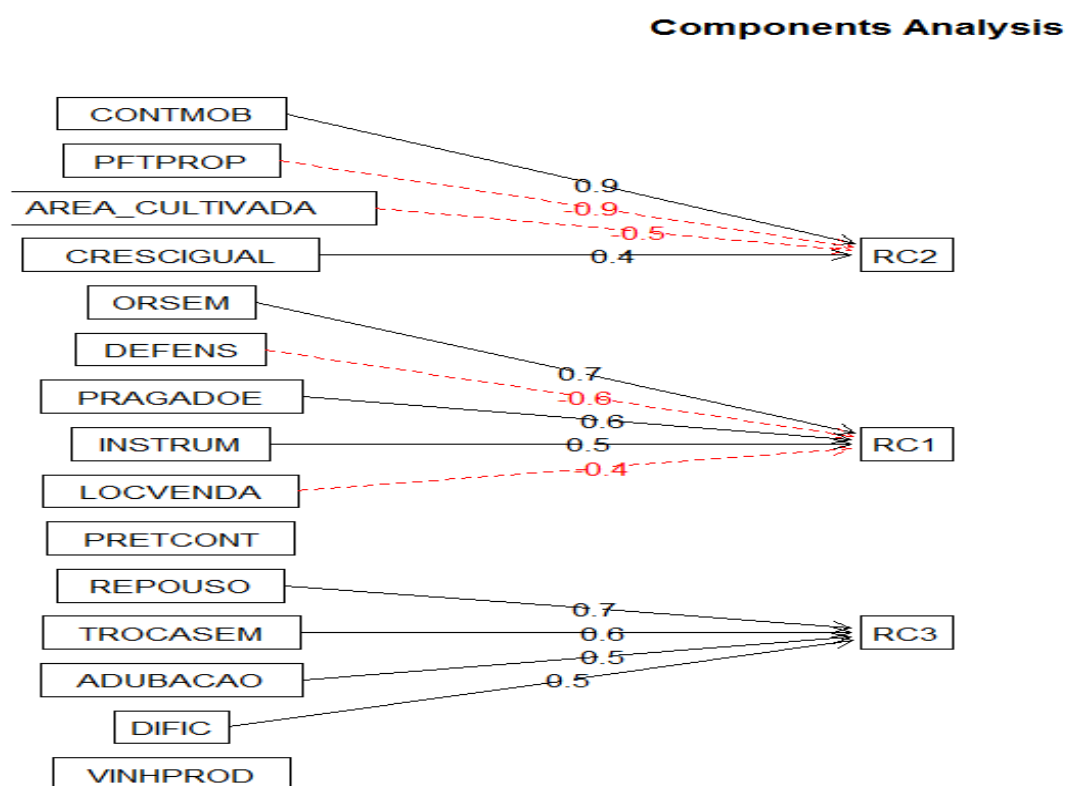 Components Analysis
CONTMOB
PFTPROP
AREA_CULTIVADA
CRESCIGUAL
ORSEM
DEFENS
PRAGADOE
INSTRUM
LOCVENDA
PRETCONT
REPOUSO
TROCASEM
ADUBACAO
DIFIC
VINHPROD
0.9
-0.9
-0.5
0.4
0.7
-0.6
0.6
0.5
-0.4
0.7
0.6
0.5
0.5
RC2
RC1
RC3